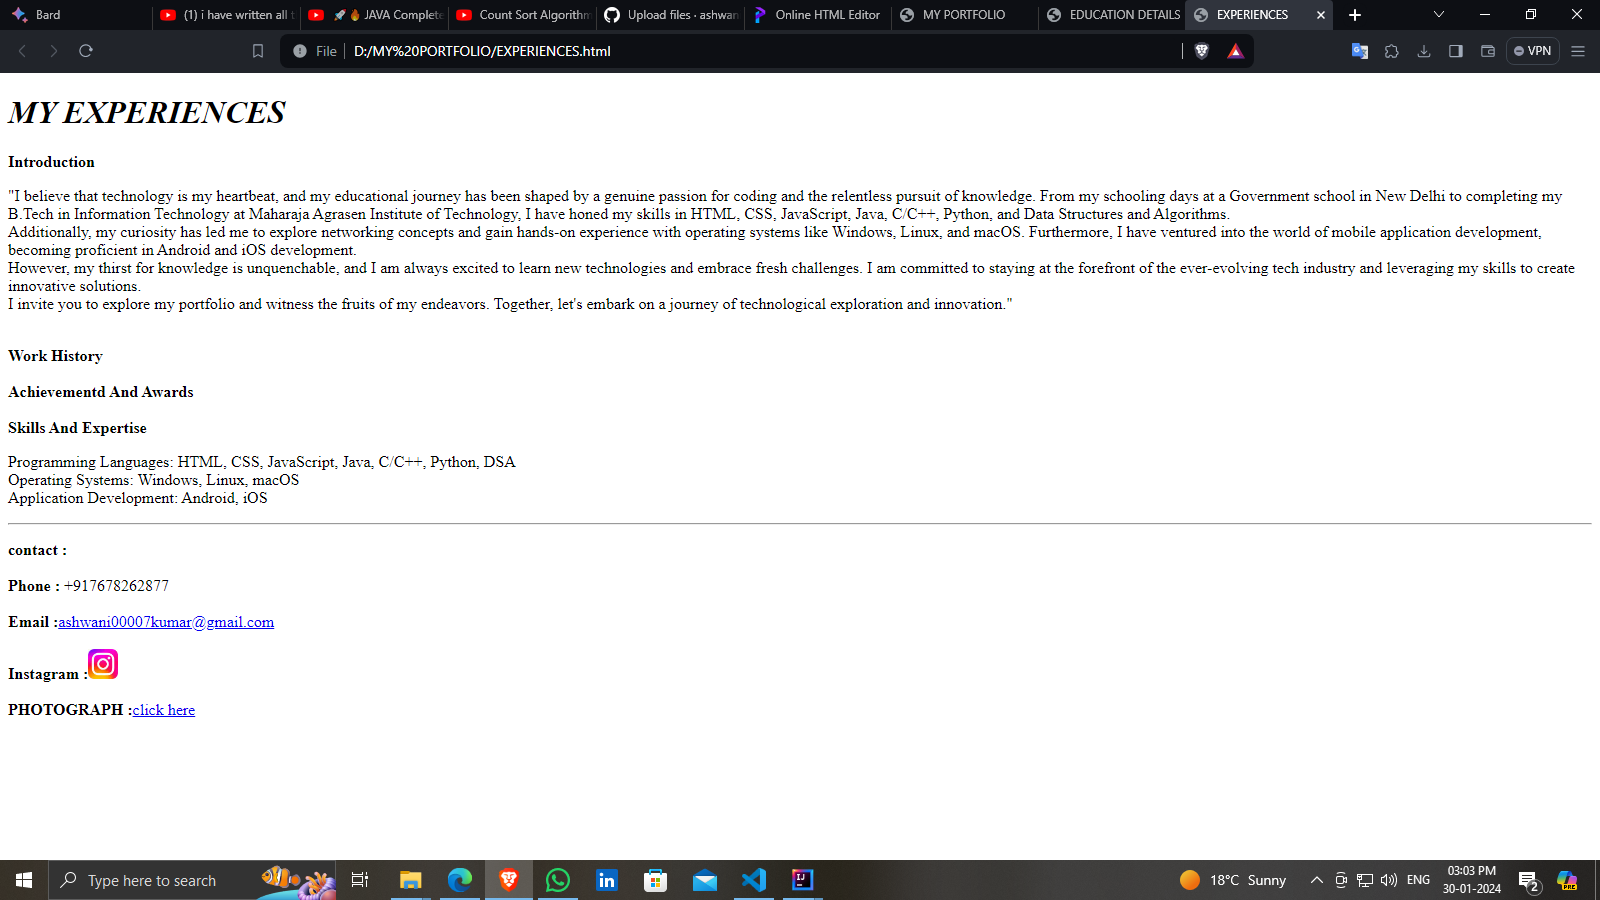 Bard
(1) i have written all t
JAVA Complete
Count Sort Algorithm
Upload files · ashwan
Online HTML Editor
MY PORTFOLIO
EDUCATION DETAILS
EXPERIENCES
File
D:/MY%20PORTFOLIO/EXPERIENCES.html
VPN
MY EXPERIENCES
Introduction
"I believe that technology is my heartbeat, and my educational journey has been shaped by a genuine passion for coding and the relentless pursuit of knowledge. From my schooling days at a Government school in New Delhi to completing my
B.Tech in Information Technology at Maharaja Agrasen Institute of Technology, I have honed my skills in HTML, CSS, JavaScript, Java, C/C++, Python, and Data Structures and Algorithms.
Additionally, my curiosity has led me to explore networking concepts and gain hands-on experience with operating systems like Windows, Linux, and macOS. Furthermore, I have ventured into the world of mobile application development,
becoming proficient in Android and iOS development.
However, my thirst for knowledge is unquenchable, and I am always excited to learn new technologies and embrace fresh challenges. I am committed to staying at the forefront of the ever-evolving tech industry and leveraging my skills to create
innovative solutions.
I invite you to explore my portfolio and witness the fruits of my endeavors. Together, let's embark on a journey of technological exploration and innovation."
Work History
Achievementd And Awards
Skills And Expertise
Programming Languages: HTML, CSS, JavaScript, Java, C/C++, Python, DSA
Operating Systems: Windows, Linux, macOS
Application Development: Android, iOS
contact :
Phone : +917678262877
Email :ashwani00007kumar@gmail.com
Instagram :
PHOTOGRAPH :click here
Type here to search
18°C Sunny
ENG
03:03 PM
30-01-2024
2